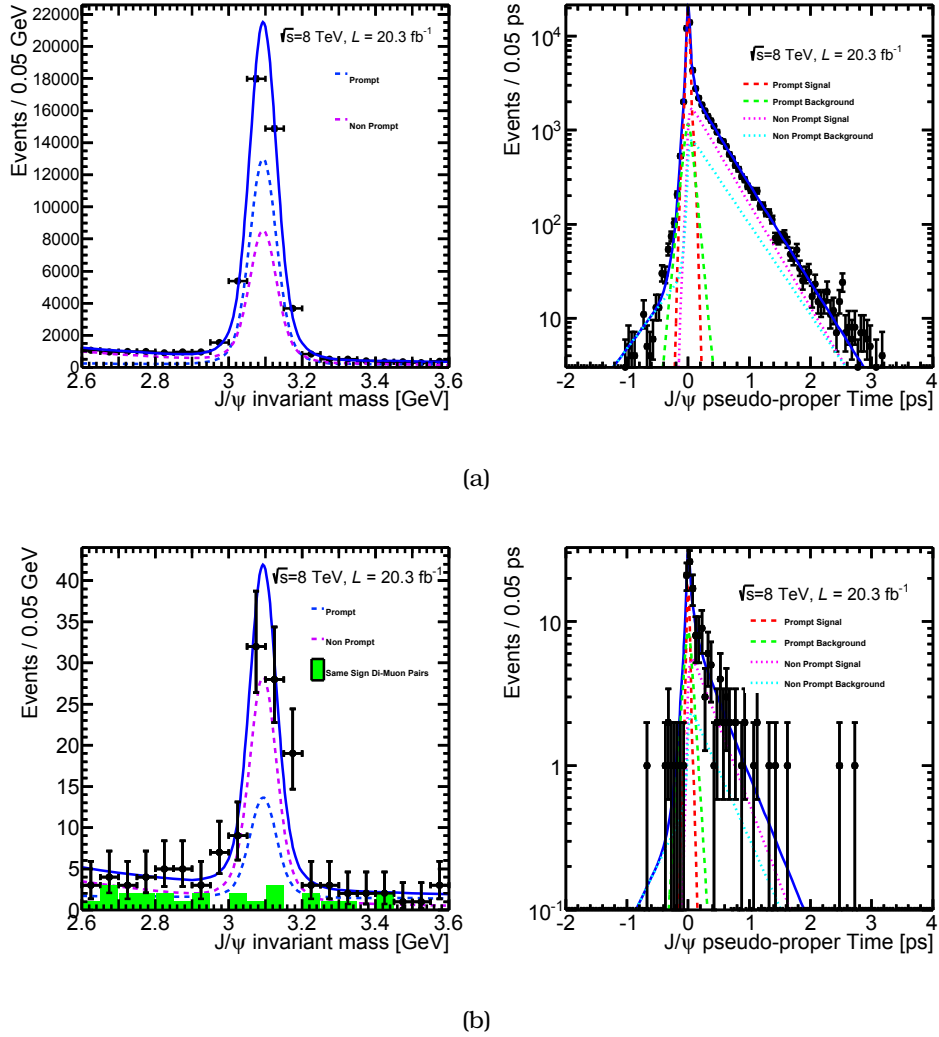 Events / 0.05 GeV
22000
20000
18000
16000
14000
12000
10000
8000
6000
4000
2000
0
√s=8 TeV, L = 20.3 fb⁻¹
Prompt
Non Prompt
2.6 2.8 3 3.2 3.4 3.6
J/ψ invariant mass [GeV]
Events / 0.05 ps
10⁴
10³
10²
10
√s=8 TeV, L = 20.3 fb⁻¹
Prompt Signal
Prompt Background
Non Prompt Signal
Non Prompt Background
-2 -1 0 1 2 3 4
J/ψ pseudo-proper Time [ps]
(a)
Events / 0.05 GeV
40
35
30
25
20
15
10
5
0
√s=8 TeV, L = 20.3 fb⁻¹
Prompt
Non Prompt
Same Sign Di-Muon Pairs
2.6 2.8 3 3.2 3.4 3.6
J/ψ invariant mass [GeV]
Events / 0.05 ps
10
1
10⁻¹
√s=8 TeV, L = 20.3 fb⁻¹
Prompt Signal
Prompt Background
Non Prompt Signal
Non Prompt Background
-2 -1 0 1 2 3 4
J/ψ pseudo-proper Time [ps]
(b)